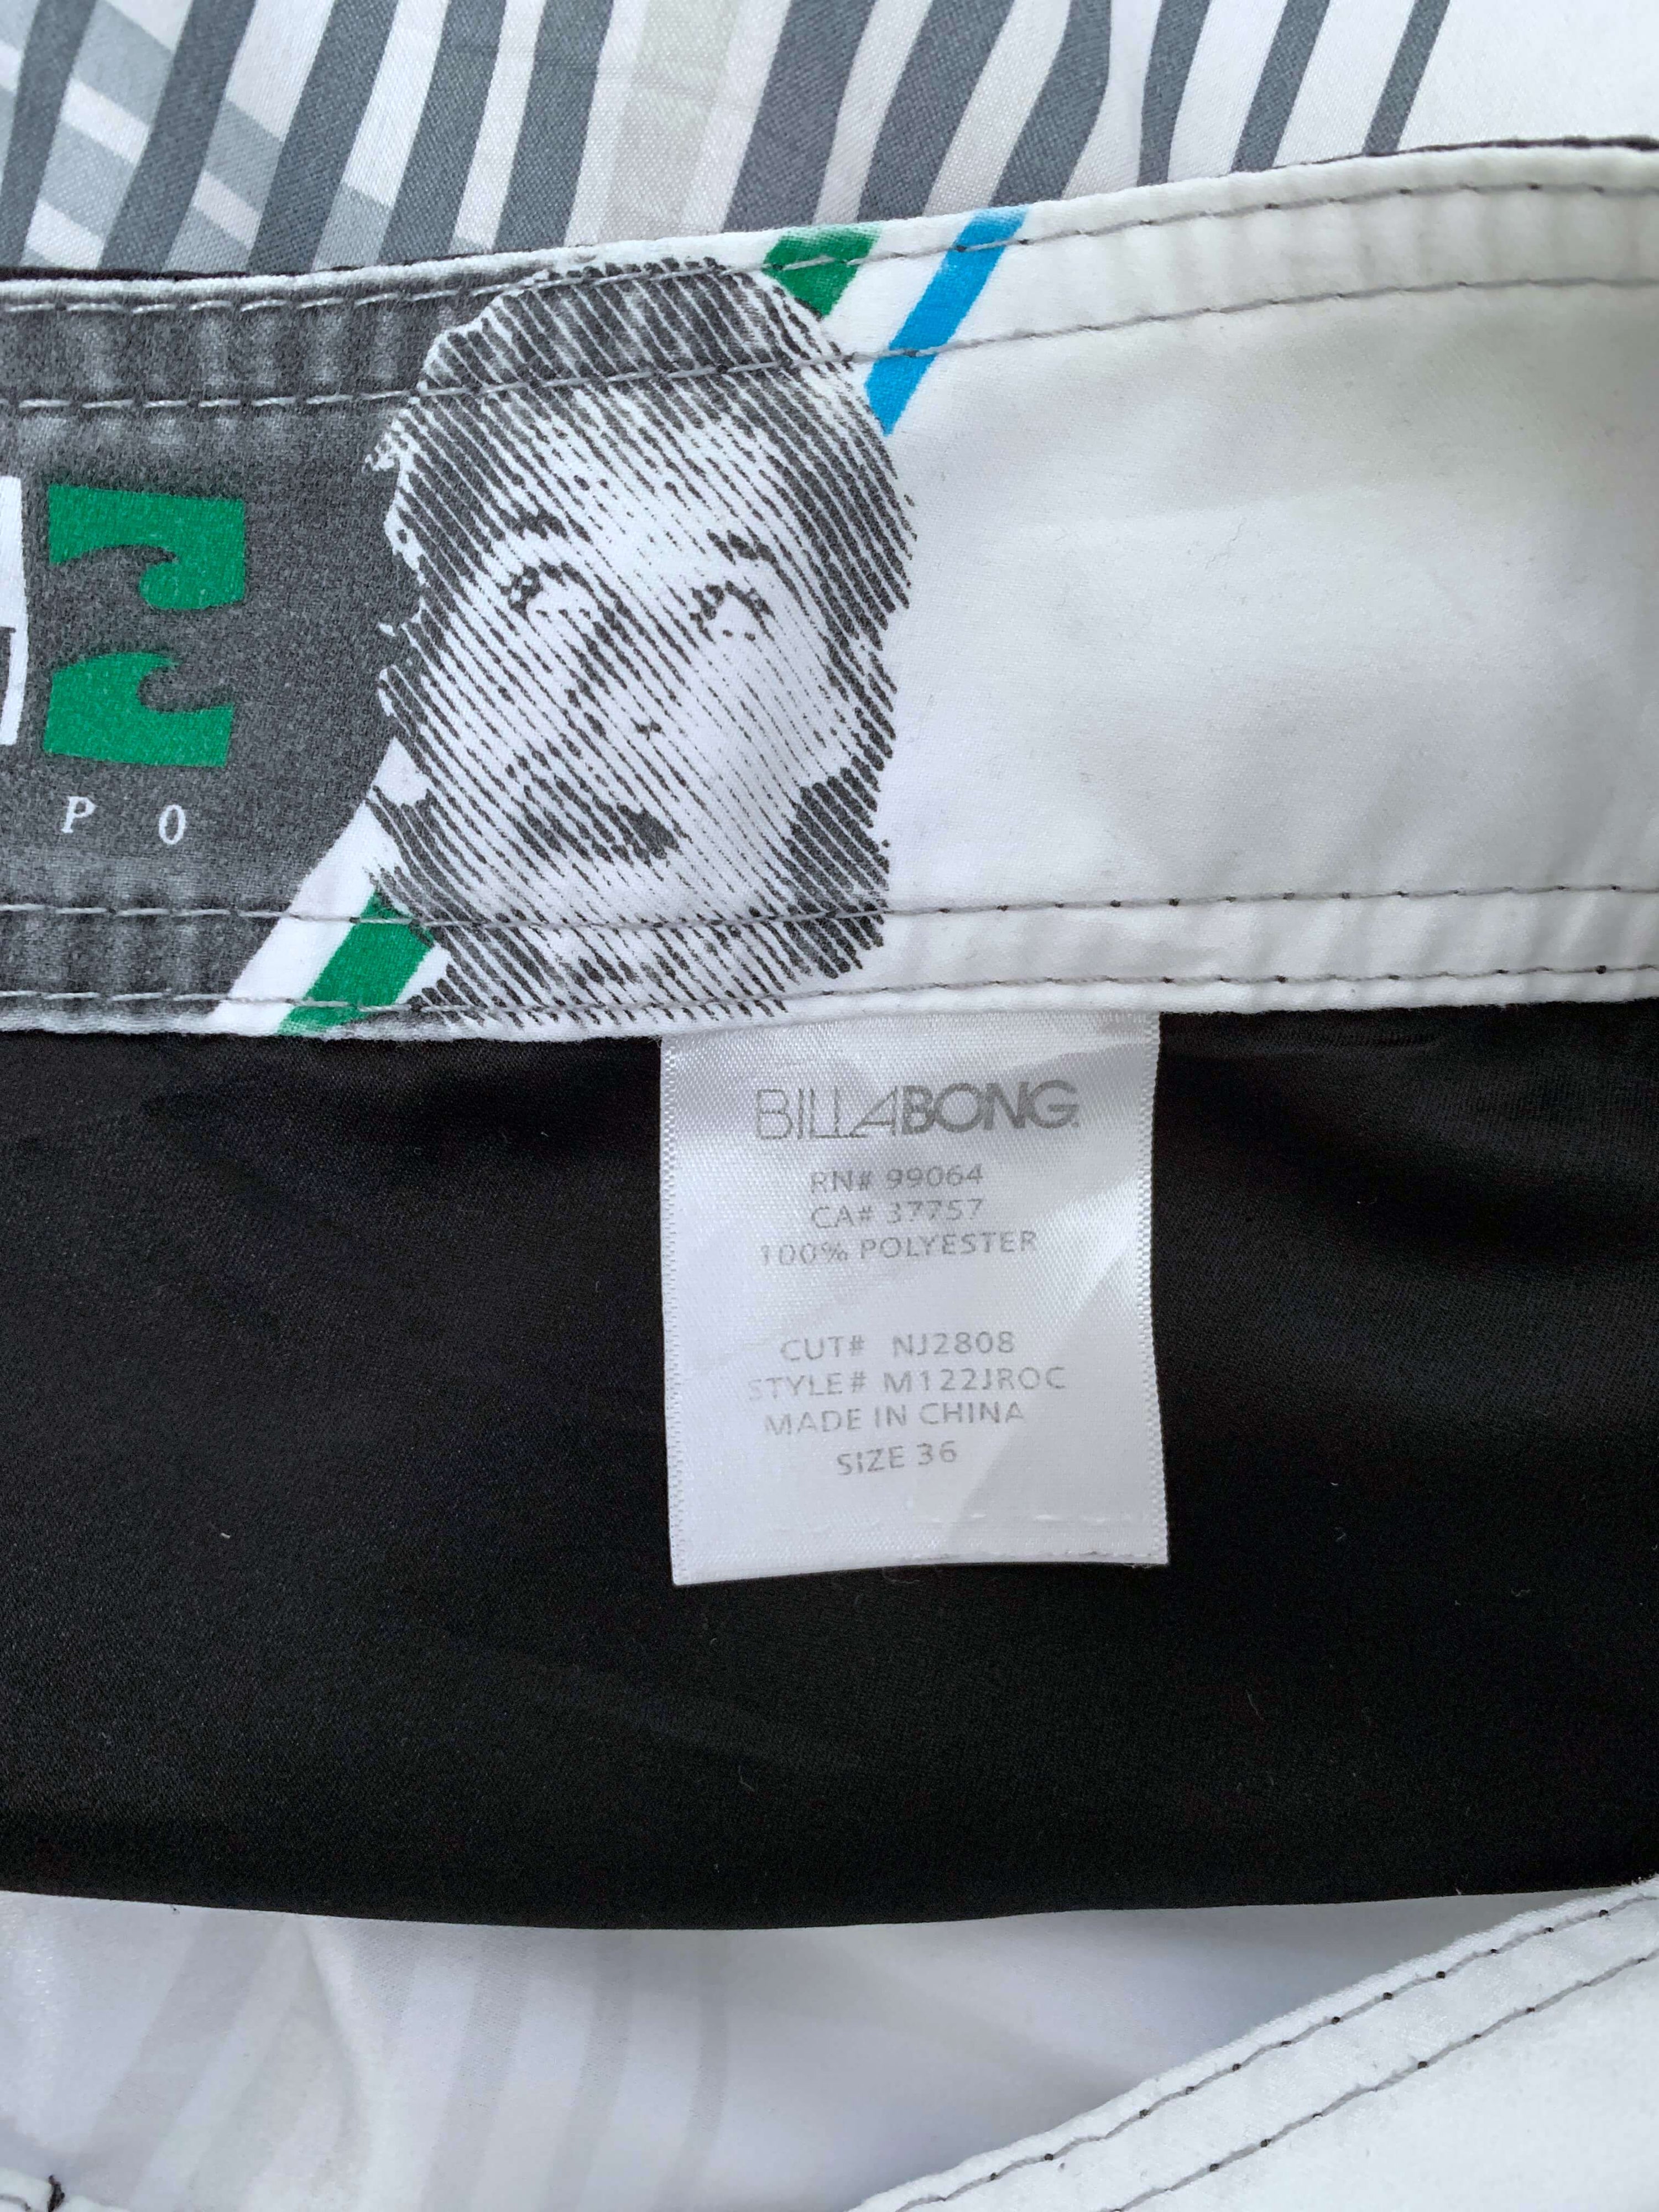 P O
BILLABONG
RN# 99064
CA# 37757
100% POLYESTER
CUT# NJ2808
STYLE# M122JROC
MADE IN CHINA
SIZE 36